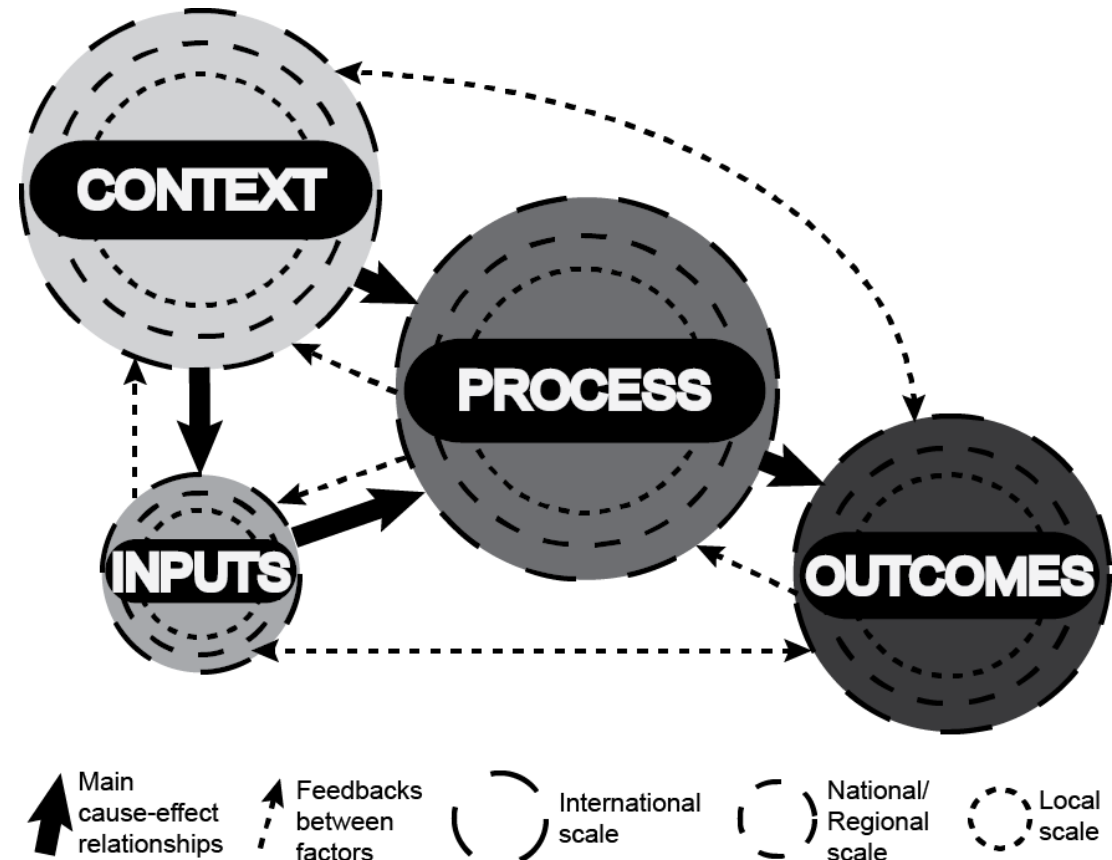 CONTEXT
PROCESS
INPUTS
OUTCOMES
Main
cause-effect
relationships
Feedbacks
between
factors
International
scale
National/
Regional
scale
Local
scale